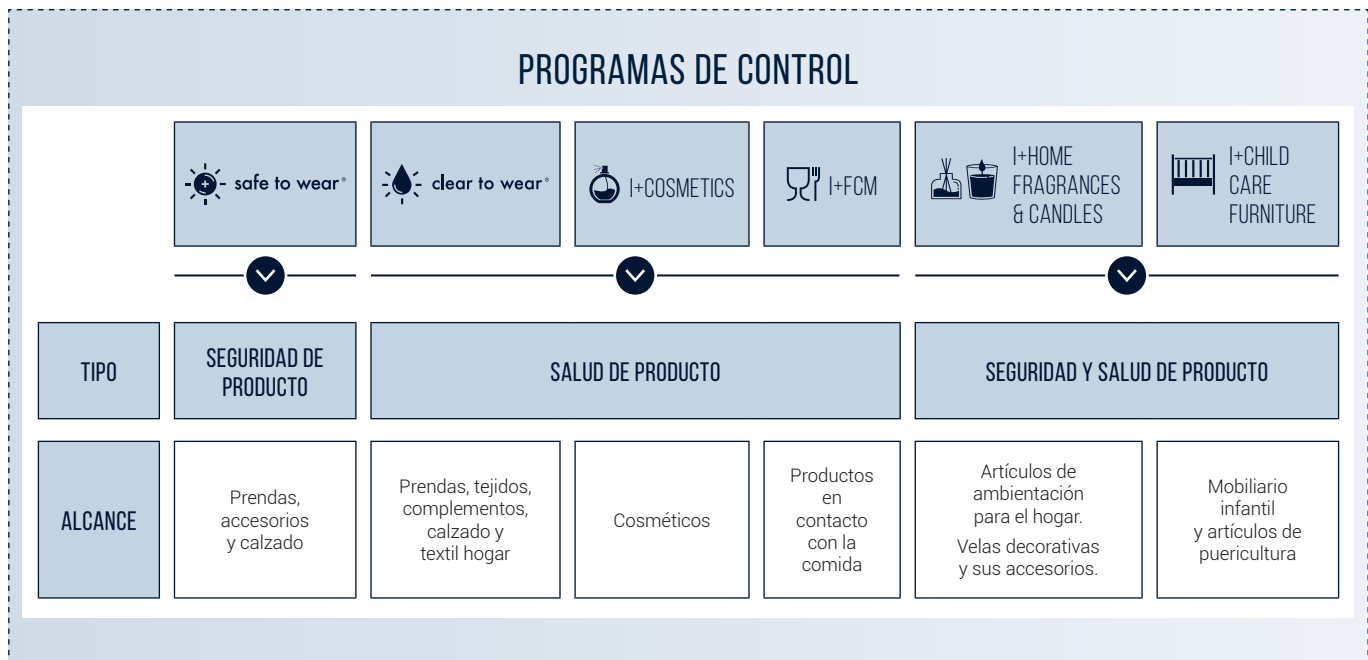 PROGRAMAS DE CONTROL
safe to wear®
clear to wear®
I+COSMETICS
I+FCM
I+HOME
FRAGRANCES
& CANDLES
I+CHILD
CARE
FURNITURE
TIPO
SEGURIDAD DE
PRODUCTO
SALUD DE PRODUCTO
SEGURIDAD Y SALUD DE PRODUCTO
ALCANCE
Prendas,
accesorios
y calzado
Prendas, tejidos,
complementos,
calzado y
textil hogar
Cosméticos
Productos
en
contacto
con la
comida
Artículos de
ambientación
para el hogar.
Velas decorativas
y sus accesorios.
Mobiliario
infantil
y artículos de
puericultura